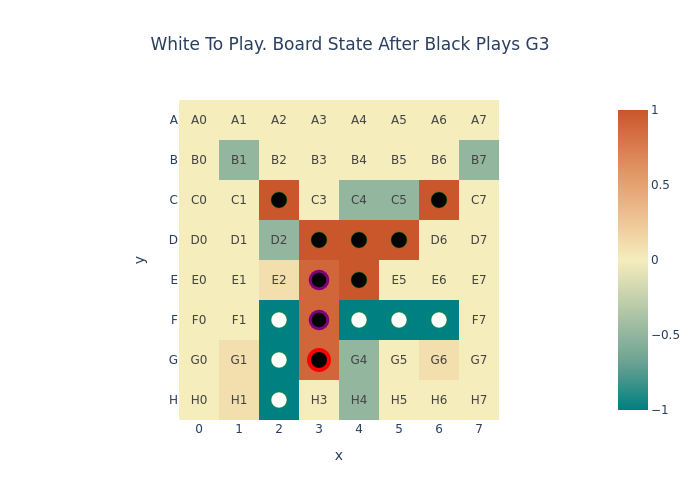 White To Play. Board State After Black Plays G3
A A0 A1 A2 A3 A4 A5 A6 A7
B B0 B1 B2 B3 B4 B5 B6 B7
C C0 C1 C3 C4 C5 C7
D D0 D1 D2 D6 D7
E E0 E1 E2 E5 E6 E7
F F0 F1 F7
G G0 G1 G4 G5 G6 G7
H H0 H1 H3 H4 H5 H6 H7
0 1 2 3 4 5 6 7
x
y
1
0.5
0
−0.5
−1